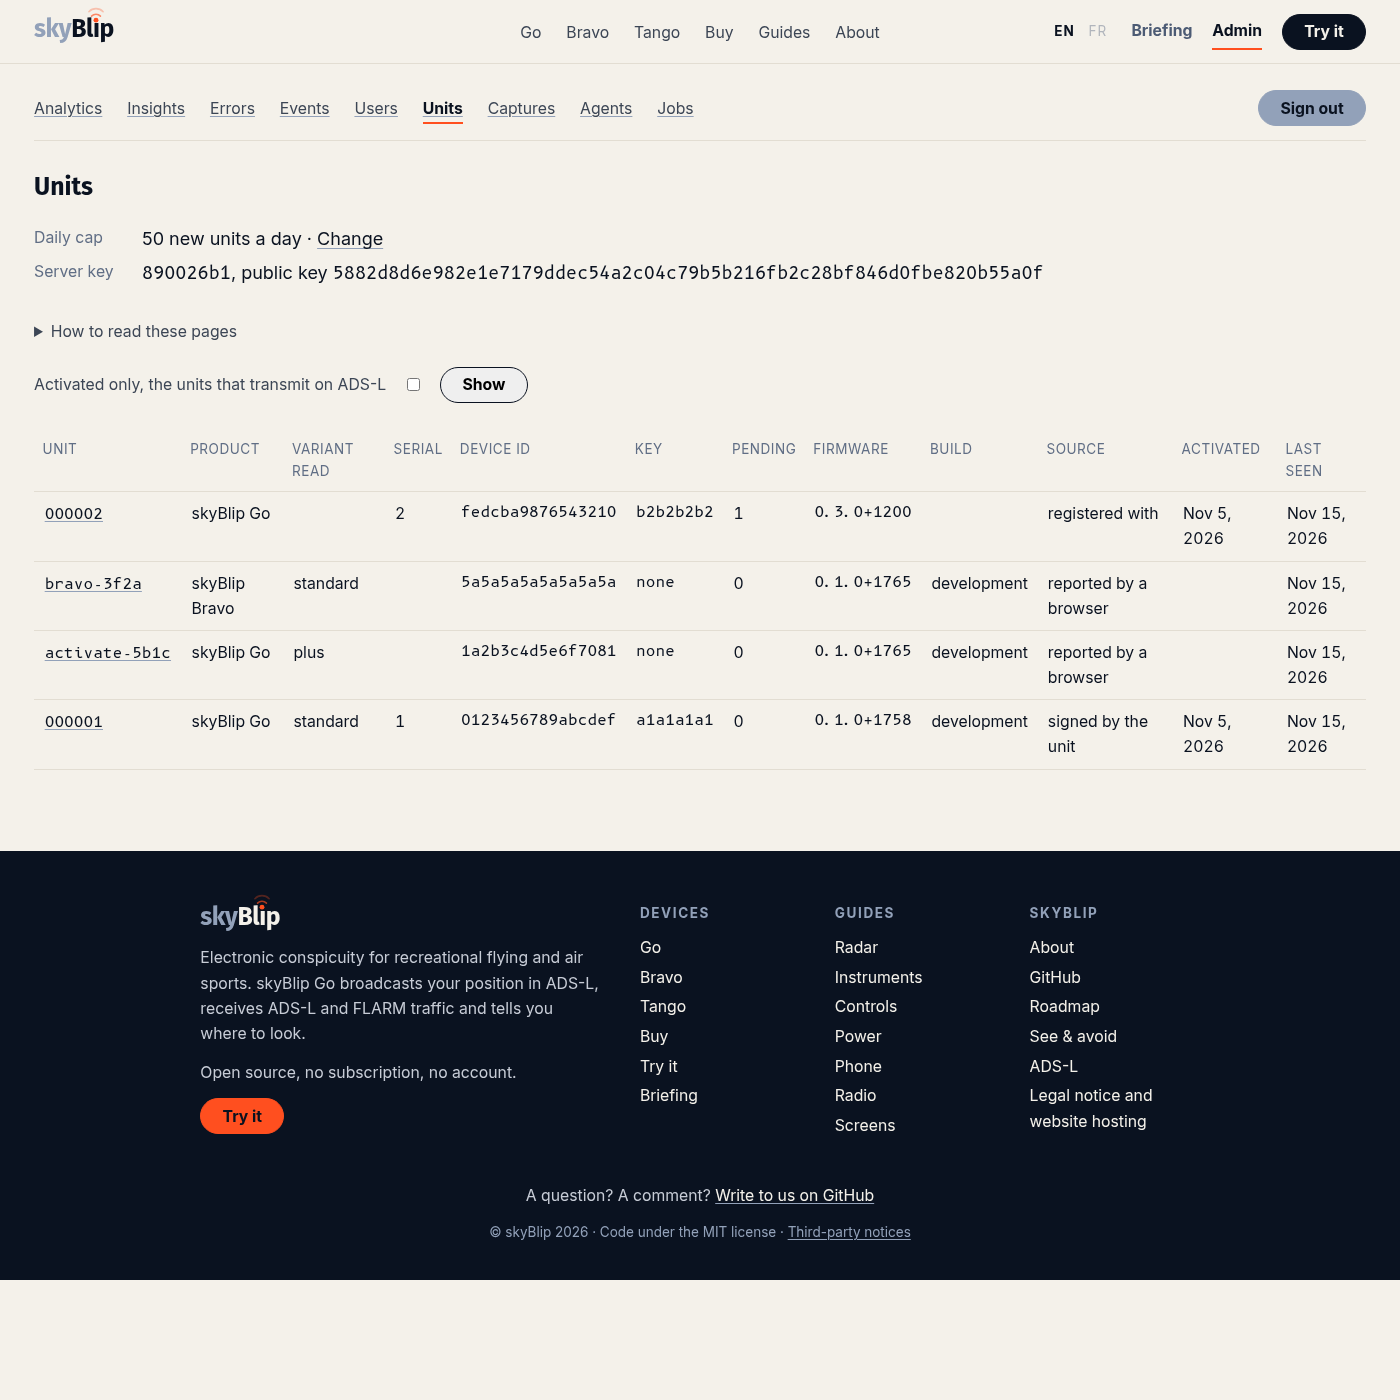 skyBlip
Go Bravo Tango Buy Guides About
EN FR Briefing Admin Try it
Analytics Insights Errors Events Users Units Captures Agents Jobs Sign out
Units
Daily cap 50 new units a day · Change
Server key 890026b1, public key 5882d8d6e982e1e7179ddec54a2c04c79b5b216fb2c28bf846d0fbe820b55a0f
▶ How to read these pages
Activated only, the units that transmit on ADS-L Show
UNIT PRODUCT VARIANT READ SERIAL DEVICE ID KEY PENDING FIRMWARE BUILD SOURCE ACTIVATED LAST SEEN
000002 skyBlip Go 2 fedcba9876543210 b2b2b2b2 1 0.3.0+1200 registered with Nov 5, 2026 Nov 15, 2026
bravo-3f2a skyBlip Bravo standard 5a5a5a5a5a5a5a5a none 0 0.1.0+1765 development reported by a browser Nov 15, 2026
activate-5b1c skyBlip Go plus 1a2b3c4d5e6f7081 none 0 0.1.0+1765 development reported by a browser Nov 15, 2026
000001 skyBlip Go standard 1 0123456789abcdef a1a1a1a1 0 0.1.0+1758 development signed by the unit Nov 5, 2026 Nov 15, 2026
skyBlip
Electronic conspicuity for recreational flying and air
sports. skyBlip Go broadcasts your position in ADS-L,
receives ADS-L and FLARM traffic and tells you
where to look.
Open source, no subscription, no account.
Try it
DEVICES
Go
Bravo
Tango
Buy
Try it
Briefing
GUIDES
Radar
Instruments
Controls
Power
Phone
Radio
Screens
SKYBLIP
About
GitHub
Roadmap
See & avoid
ADS-L
Legal notice and
website hosting
A question? A comment? Write to us on GitHub
© skyBlip 2026 · Code under the MIT license · Third-party notices